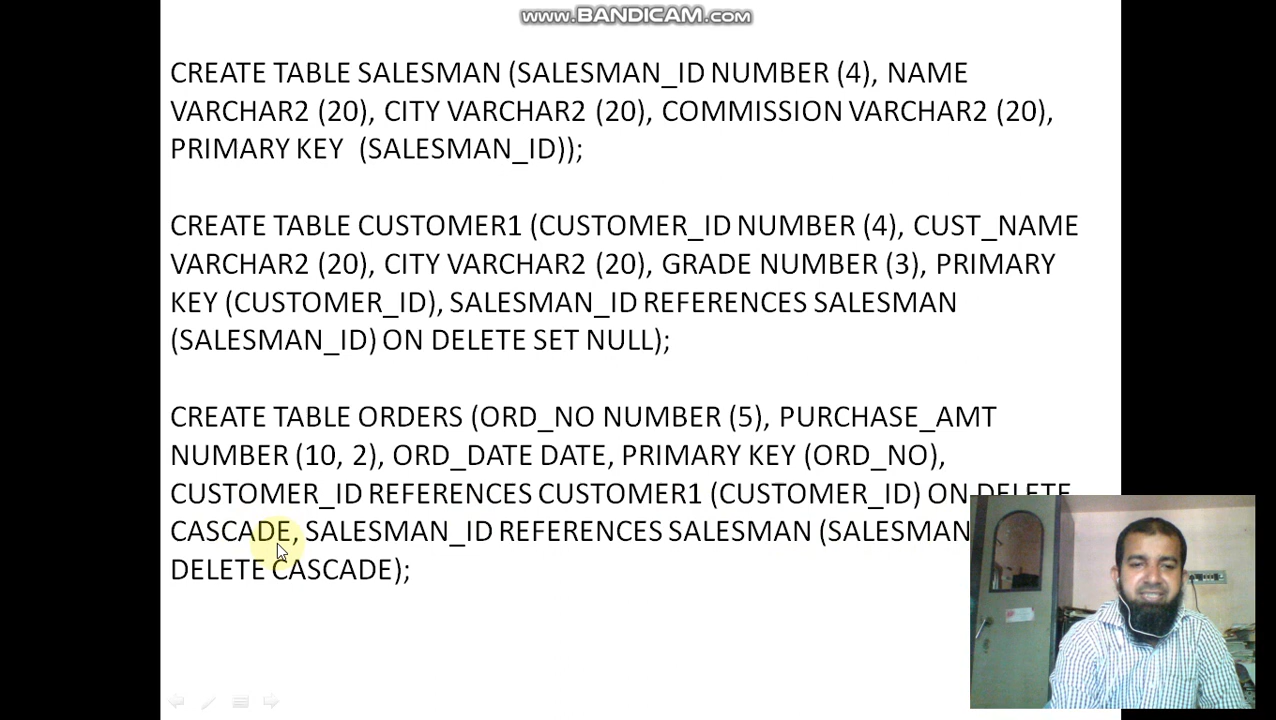 www.BANDICAM.com
CREATE TABLE SALESMAN (SALESMAN_ID NUMBER (4), NAME
VARCHAR2 (20), CITY VARCHAR2 (20), COMMISSION VARCHAR2 (20),
PRIMARY KEY (SALESMAN_ID));
CREATE TABLE CUSTOMER1 (CUSTOMER_ID NUMBER (4), CUST_NAME
VARCHAR2 (20), CITY VARCHAR2 (20), GRADE NUMBER (3), PRIMARY
KEY (CUSTOMER_ID), SALESMAN_ID REFERENCES SALESMAN
(SALESMAN_ID) ON DELETE SET NULL);
CREATE TABLE ORDERS (ORD_NO NUMBER (5), PURCHASE_AMT
NUMBER (10, 2), ORD_DATE DATE, PRIMARY KEY (ORD_NO),
CUSTOMER_ID REFERENCES CUSTOMER1 (CUSTOMER_ID) ON DELETE
CASCADE, SALESMAN_ID REFERENCES SALESMAN (SALESMAN
DELETE CASCADE);